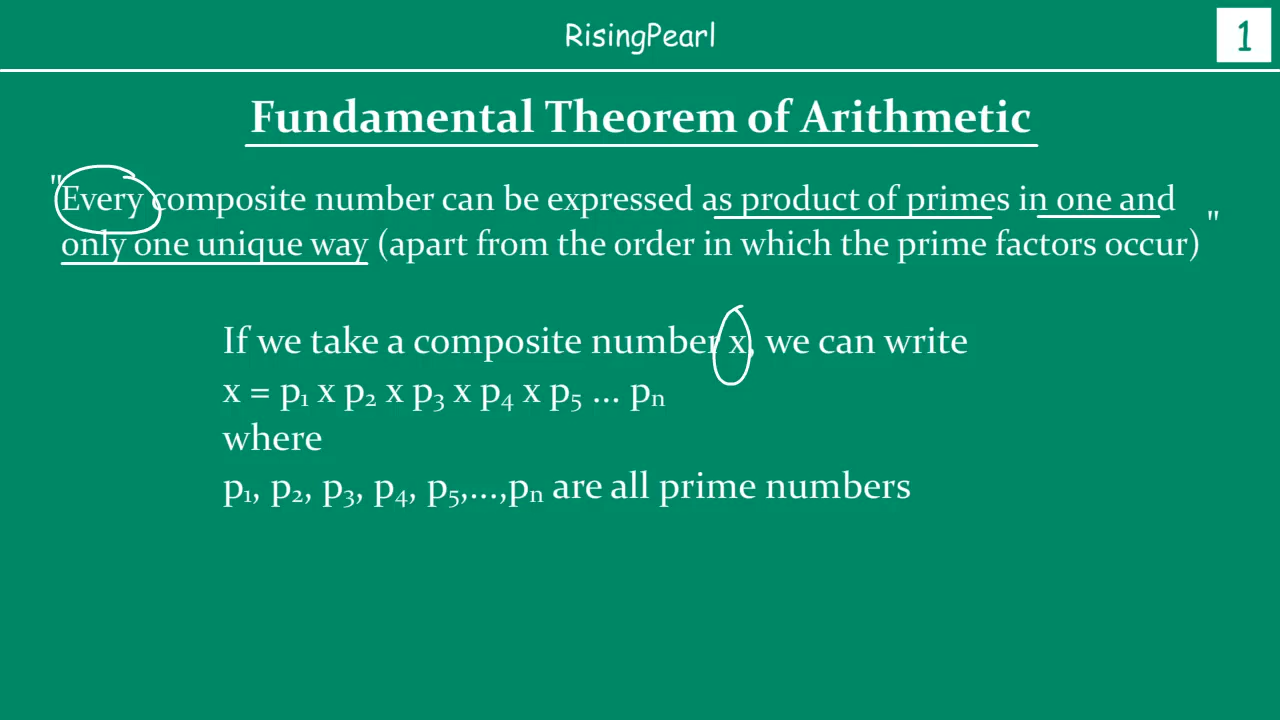 RisingPearl
1
Fundamental Theorem of Arithmetic
"Every composite number can be expressed as product of primes in one and
only one unique way (apart from the order in which the prime factors occur) "
If we take a composite number x, we can write
x = p₁ x p₂ x p₃ x p₄ x p₅ ... pₙ
where
p₁, p₂, p₃, p₄, p₅,...,pₙ are all prime numbers